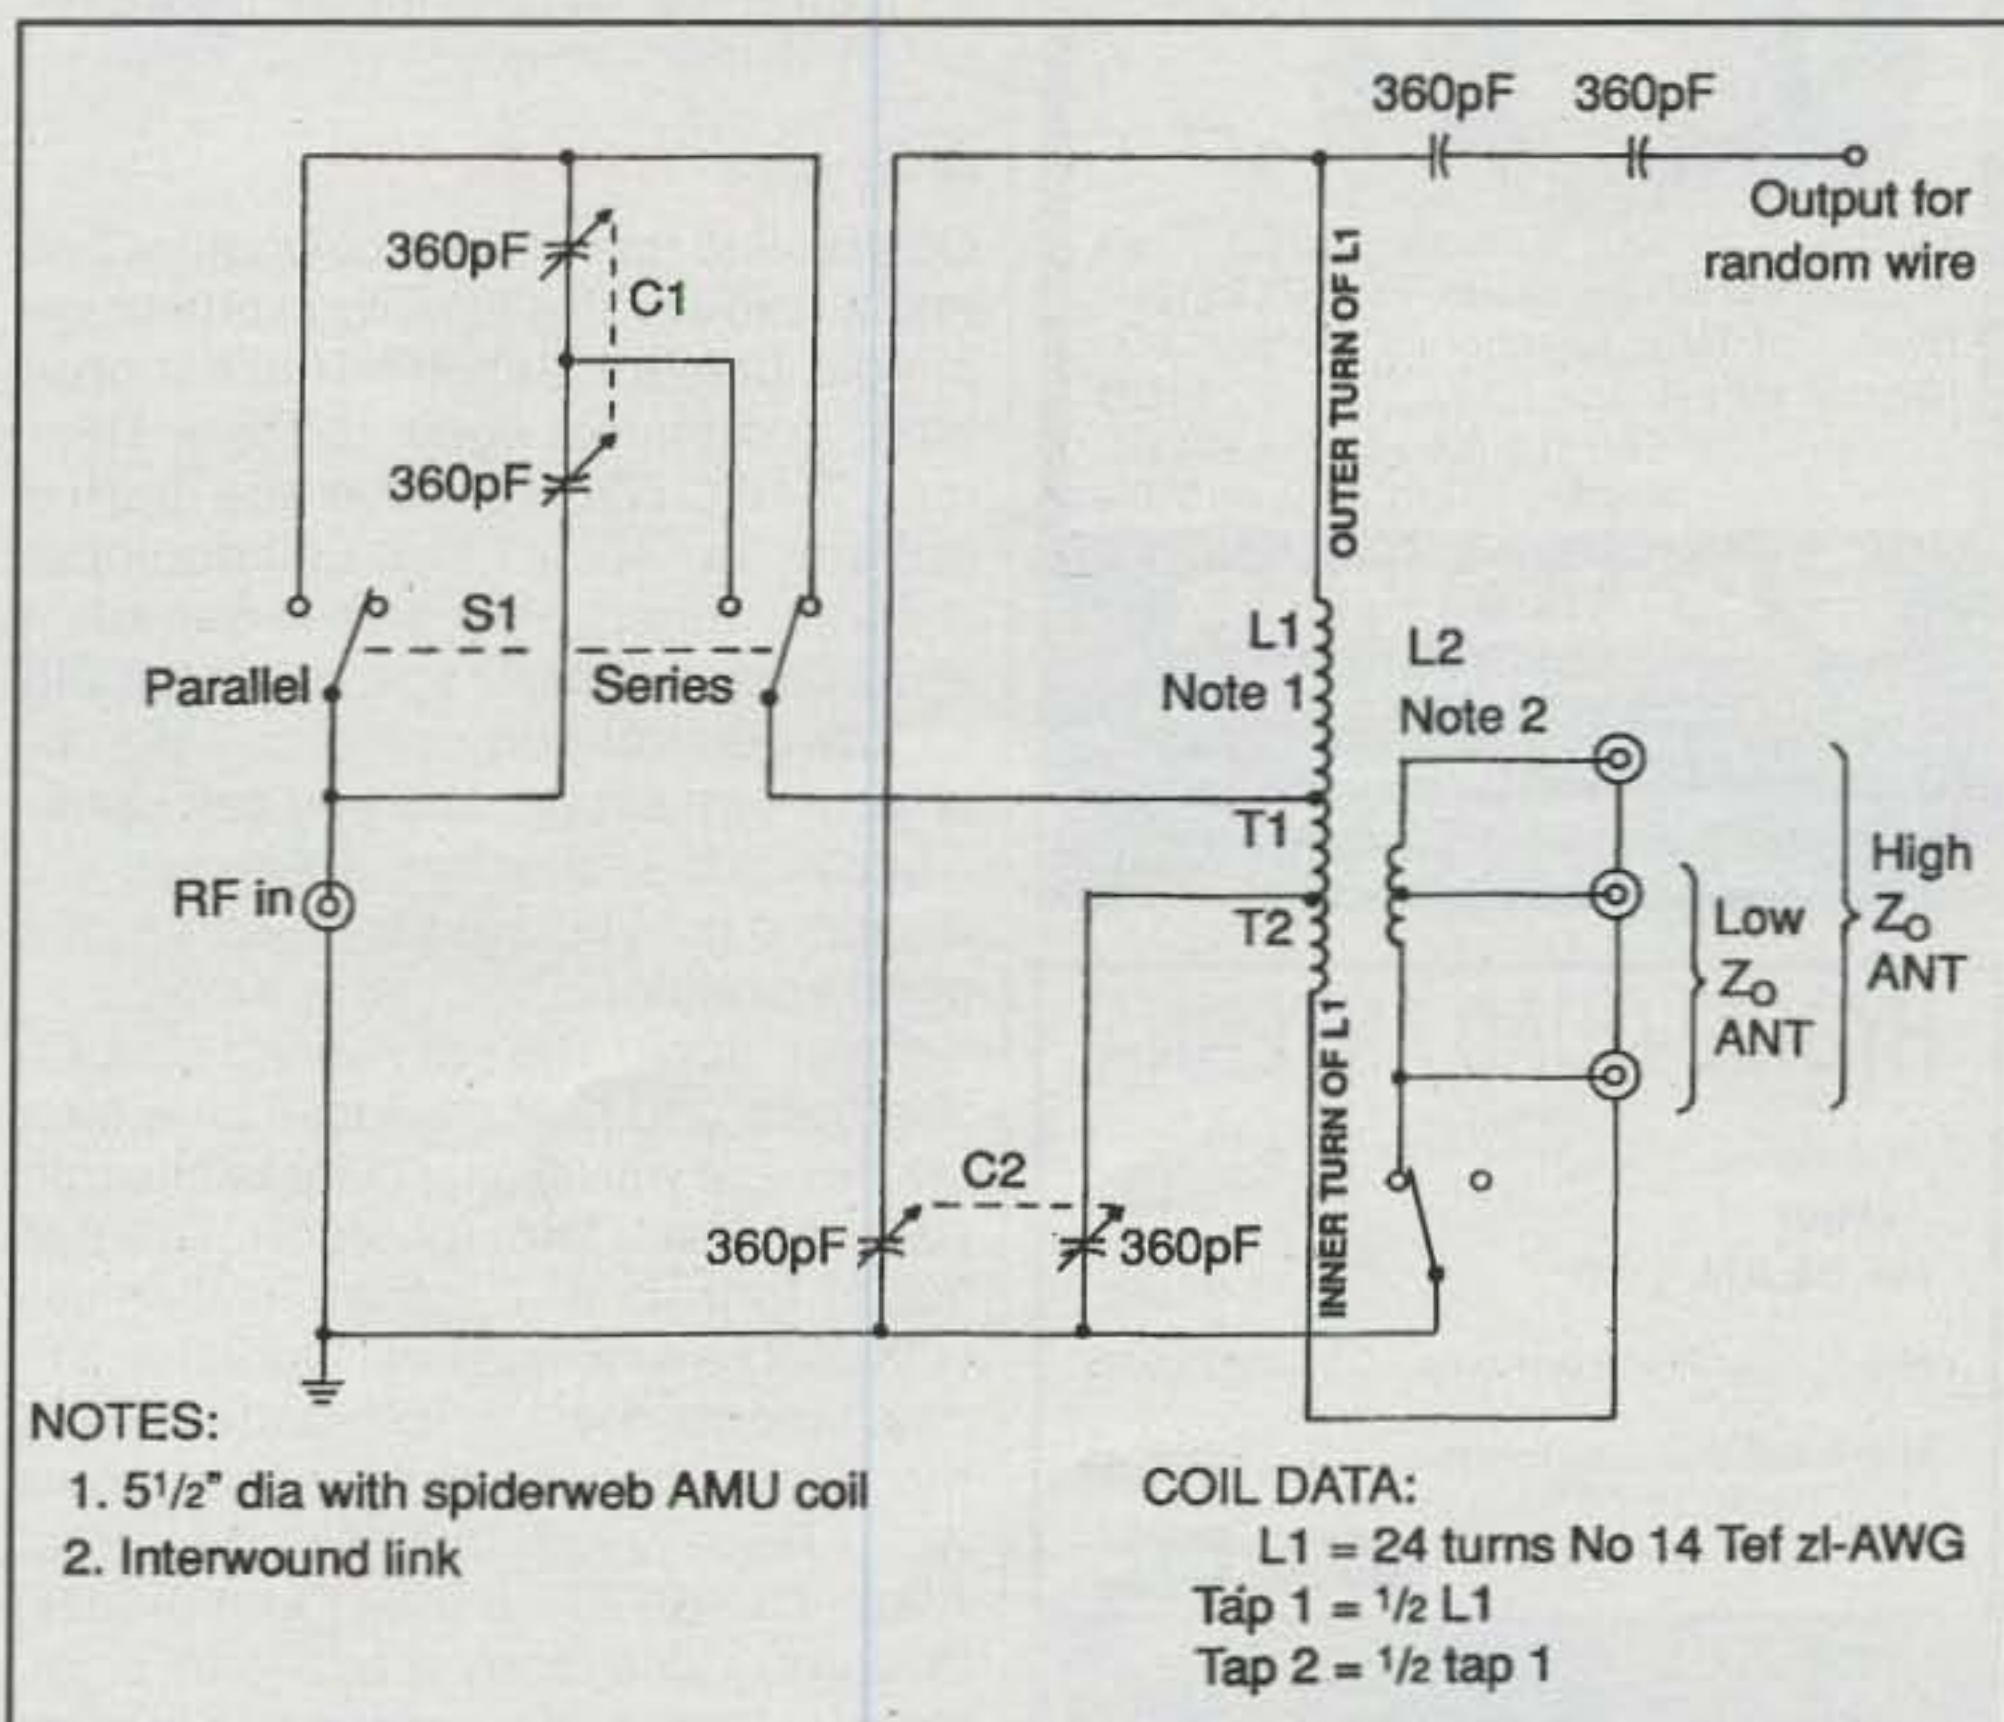 360pF 360pF
Output for
random wire
360pF
C1
360pF
OUTER TURN OF L1
S1
Parallel
Series
L1
Note 1
L2
Note 2
T1
T2
RF in
High
ZO
ANT
Low
ZO
ANT
INNER TURN OF L1
C2
360pF
360pF
NOTES:
1. 51/2" dia with spiderweb AMU coil
2. Interwound link
COIL DATA:
L1 = 24 turns No 14 Tef zl-AWG
Tap 1 = 1/2 L1
Tap 2 = 1/2 tap 1